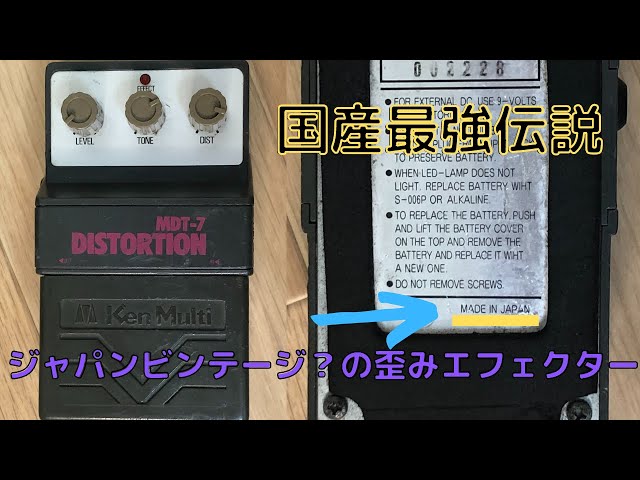 EFFECT
LEVEL
TONE
DIST
MDT-7
DISTORTION
Ken Multi
002228
国産最強伝説
FOR EXTERNAL DC, USE 9-VOLTS
TO PRESERVE BATTERY.
● WHEN LED-LAMP DOES NOT
LIGHT. REPLACE BATTERY WIHT
S-006P OR ALKALINE.
● TO REPLACE THE BATTERY, PUSH
AND LIFT THE BATTERY COVER
ON THE TOP AND REMOVE THE
BATTERY AND REPLACE IT WIHT
A NEW ONE.
● DO NOT REMOVE SCREWS.
MADE IN JAPAN
ジャパンビンテージ？の歪みエフェクター